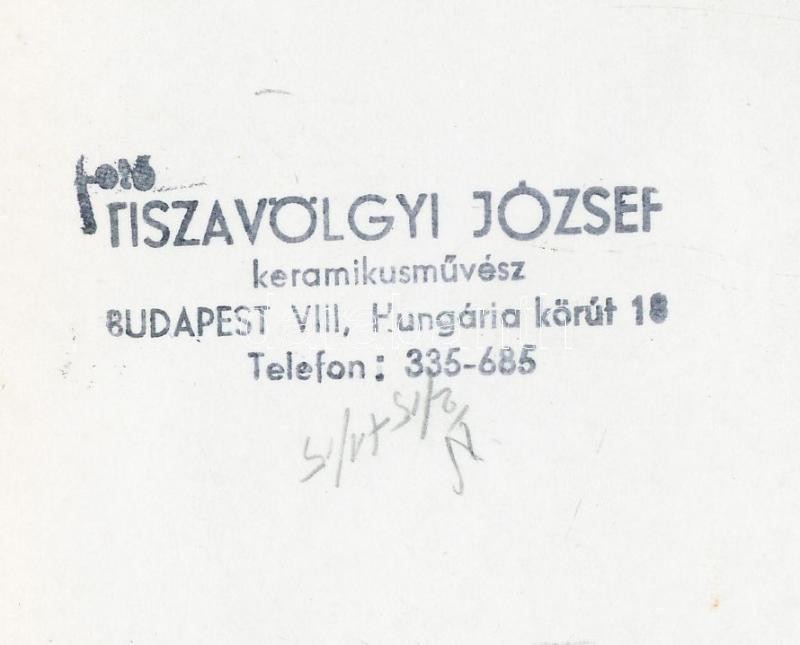 fotó
TISZAVÖLGYI JÓZSEF
keramikusművész
BUDAPEST VIII, Hungária körút 18
Telefon: 335-685